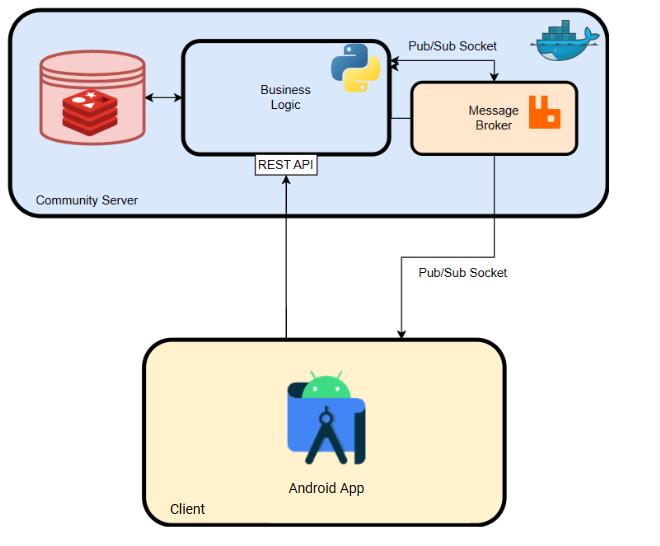 Pub/Sub Socket
Business
Logic
Message
Broker
REST API
Community Server
Pub/Sub Socket
Android App
Client